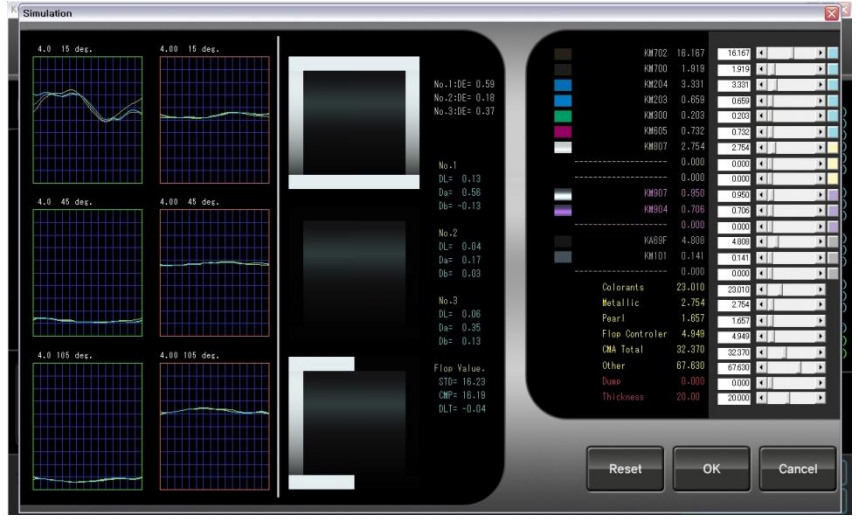 Simulation
4.0 15 deg.
4.00 15 deg.
4.0 45 deg.
4.00 45 deg.
4.0 105 deg.
4.00 105 deg.
No.1:DE= 0.59
No.2:DE= 0.18
No.3:DE= 0.37
No.1
DL= 0.13
Da= 0.56
Db= -0.13
No.2
DL= 0.04
Da= 0.17
Db= 0.03
No.3
DL= 0.06
Da= 0.35
Db= 0.13
Flop Value.
STD= 16.23
CMP= 16.19
DLT= -0.04
KM702 16.167 16.167
KM700 1.919 1.919
KM204 3.331 3.331
KM203 0.659 0.659
KM300 0.203 0.203
KM605 0.732 0.732
KM807 2.754 2.754
---------------- 0.000 0.000
---------------- 0.000 0.000
KM907 0.950 0.950
KM904 0.706 0.706
---------------- 0.000 0.000
KA69F 4.808 4.808
KM101 0.141 0.141
---------------- 0.000 0.000
Colorants 23.010 23.010
Metallic 2.754 2.754
Pearl 1.657 1.657
Flop Controler 4.949 4.949
CMA Total 32.370 32.370
Other 67.630 67.630
Dump 0.000 0.000
Thickness 20.00 20.000
Reset
OK
Cancel